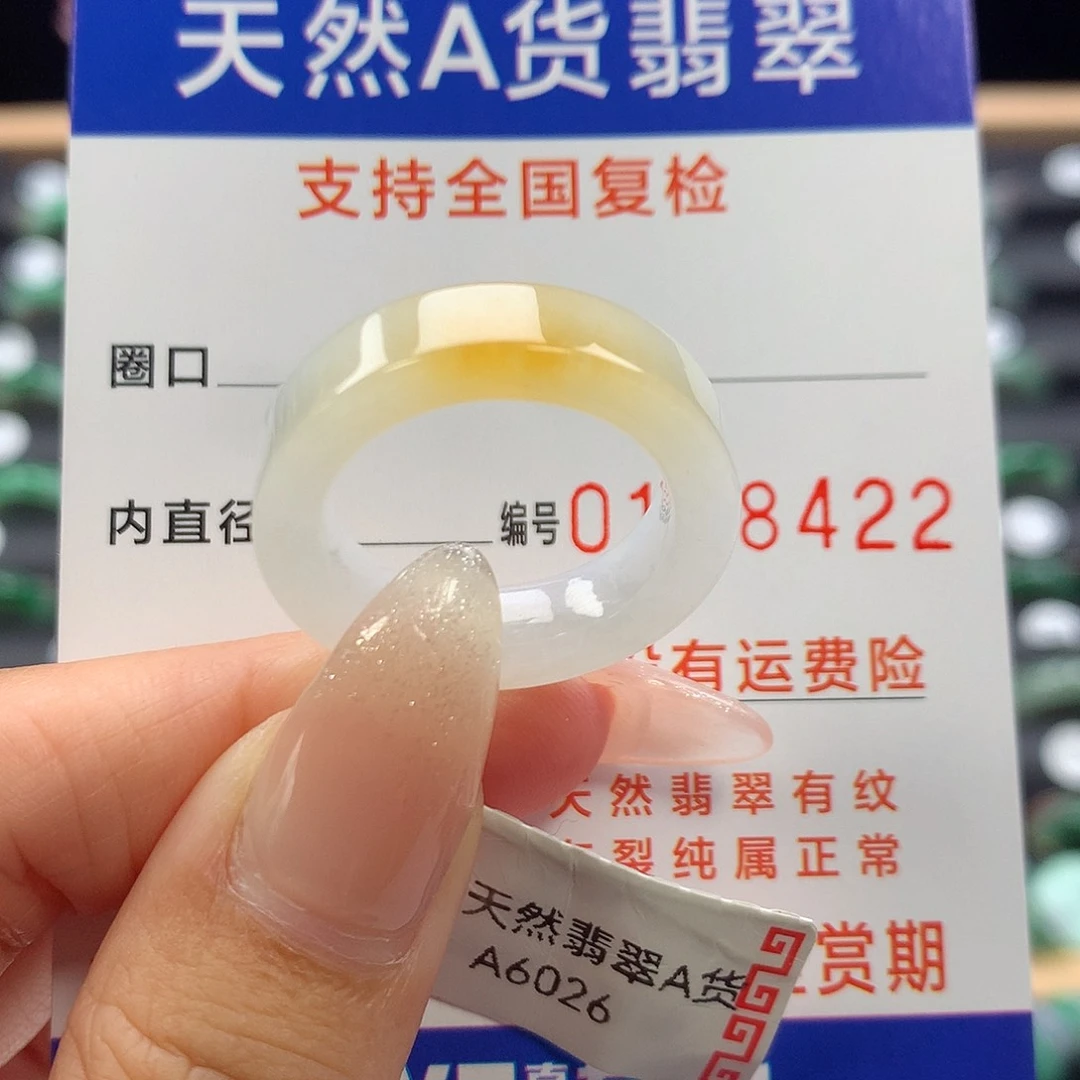 天然A货翡翠
支持全国复检
圈口
内直径 编号 01 8422
有运费险
天然翡翠有纹
裂纯属正常
赏期
天然翡翠A货
A6026